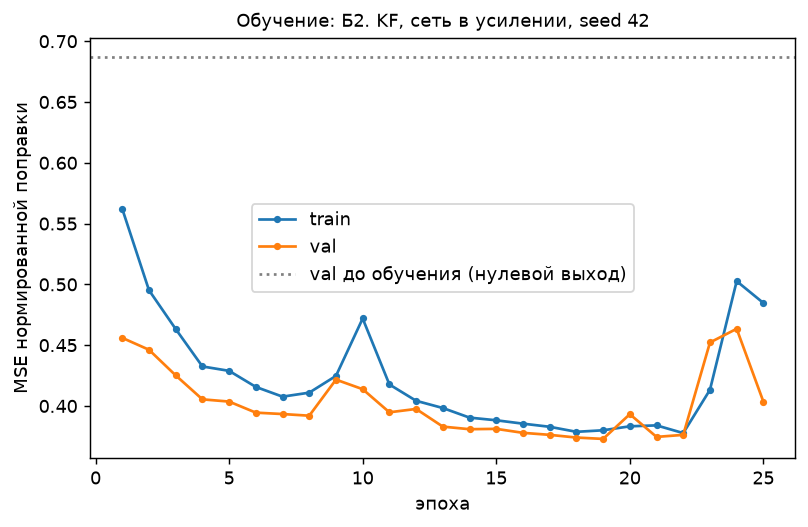 Обучение: Б2. KF, сеть в усилении, seed 42
MSE нормированной поправки
0.70
0.65
0.60
0.55
0.50
0.45
0.40
train
val
val до обучения (нулевой выход)
0
5
10
15
20
25
эпоха